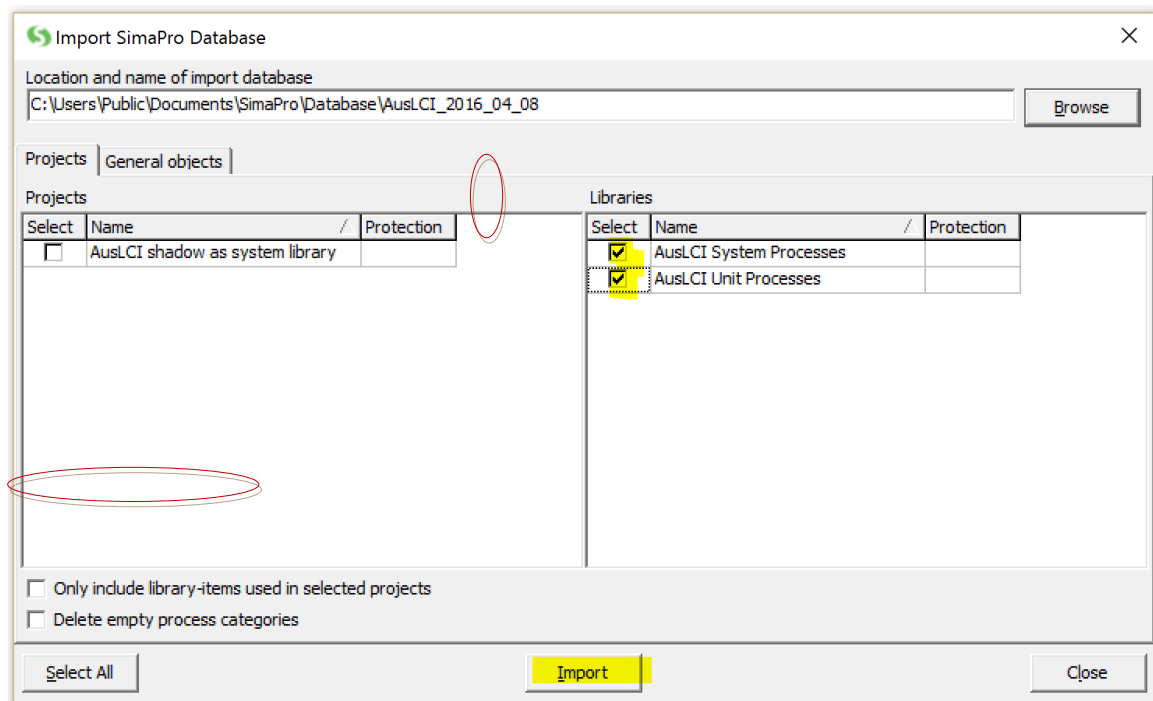 Import SimaPro Database
Location and name of import database
C:\Users\Public\Documents\SimaPro\Database\AusLCI_2016_04_08
Browse
Projects General objects
Projects
Select Name Protection
AusLCI shadow as system library
Libraries
Select Name Protection
AusLCI System Processes
AusLCI Unit Processes
Only include library-items used in selected projects
Delete empty process categories
Select All Import Close